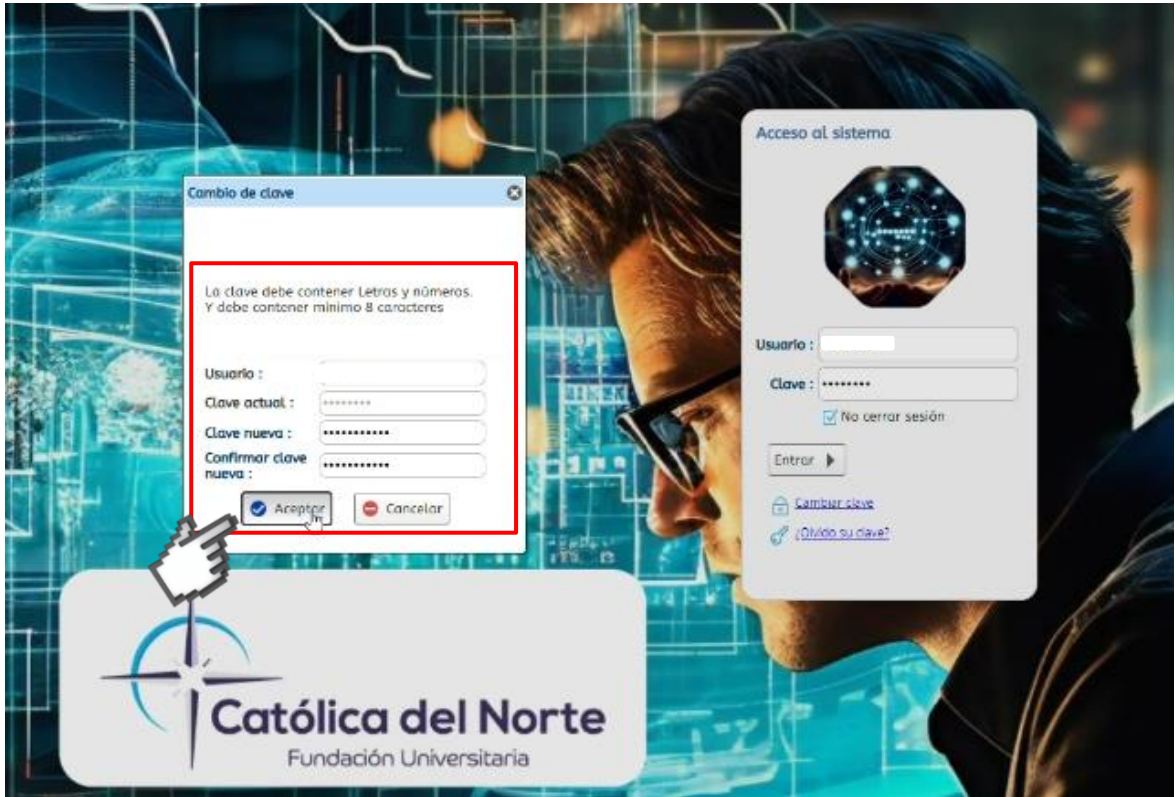 Cambio de clave
La clave debe contener Letras y números.
Y debe contener mínimo 8 caracteres
Usuario :
Clave actual : ••••••••
Clave nueva : •••••••••••
Confirmar clave
nueva : •••••••••••
Aceptar Cancelar
Acceso al sistema
Usuario :
Clave : ••••••••
No cerrar sesión
Entrar
Cambiar clave
¿Olvido su clave?
Católica del Norte
Fundación Universitaria